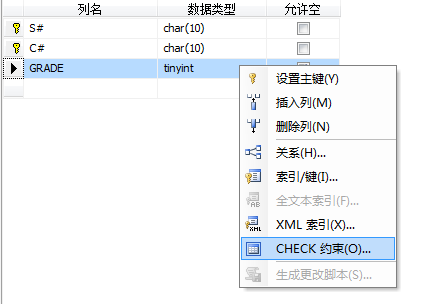 列名 数据类型 允许空
S# char(10)
C# char(10)
GRADE tinyint
设置主键(Y)
插入列(M)
删除列(N)
关系(H)...
索引/键(I)...
全文本索引(F)...
XML 索引(X)...
CHECK 约束(O)...
生成更改脚本(S)...